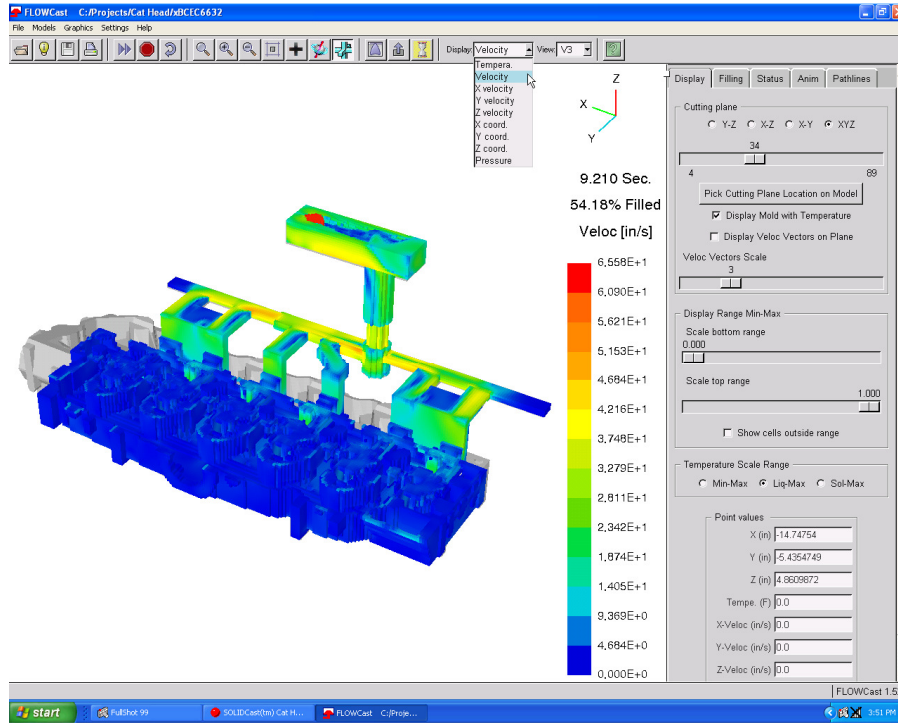 FLOWCast C:/Projects/Cat Head/xBCEC6632
File Models Graphics Settings Help
Display: Velocity View: V3
Tempera.
Velocity
X velocity
Y velocity
Z velocity
X coord.
Y coord.
Z coord.
Pressure
Z
X
Y
9.210 Sec.
54.18% Filled
Veloc [in/s]
6,558E+1
6,090E+1
5,621E+1
5,153E+1
4,684E+1
4,216E+1
3,748E+1
3,279E+1
2,811E+1
2,342E+1
1,874E+1
1,405E+1
9,369E+0
4,684E+0
0,000E+0
Display Filling Status Anim Pathlines
Cutting plane
Y-Z X-Z X-Y XYZ
34
4 89
Pick Cutting Plane Location on Model
Display Mold with Temperature
Display Veloc Vectors on Plane
Veloc Vectors Scale
3
Display Range Min-Max
Scale bottom range
0.000
Scale top range
1.000
Show cells outside range
Temperature Scale Range
Min-Max Liq-Max Sol-Max
Point values
X (in) -14.74754
Y (in) -5.4354749
Z (in) 4.8609872
Tempe. (F) 0.0
X-Veloc (in/s) 0.0
Y-Veloc (in/s) 0.0
Z-Veloc (in/s) 0.0
FLOWCast 1.5
start FullShot 99 SOLIDCast(tm) Cat H... FLOWCast C:/Proje... 3:51 PM